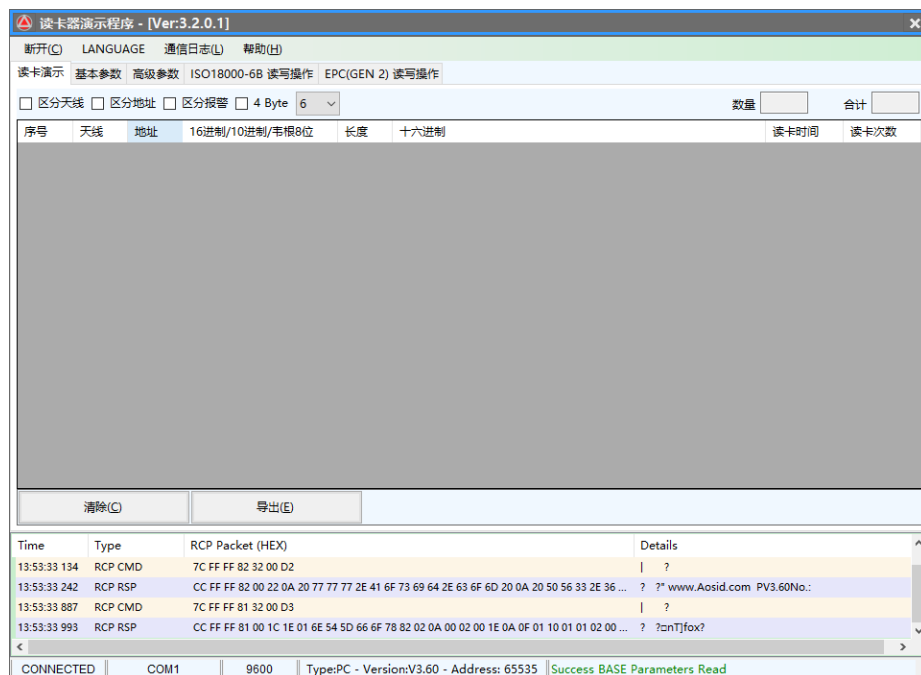 读卡器演示程序 - [Ver:3.2.0.1]
断开(C) LANGUAGE 通信日志(L) 帮助(H)
读卡演示 基本参数 高级参数 ISO18000-6B 读写操作 EPC(GEN 2) 读写操作
区分天线 区分地址 区分报警 4 Byte 6 数量 合计
序号 天线 地址 16进制/10进制/韦根8位 长度 十六进制 读卡时间 读卡次数
清除(C) 导出(E)
Time Type RCP Packet (HEX) Details
13:53:33 134 RCP CMD 7C FF FF 82 32 00 D2 | ?
13:53:33 242 RCP RSP CC FF FF 82 00 22 0A 20 77 77 77 2E 41 6F 73 69 64 2E 63 6F 6D 20 0A 20 50 56 33 2E 36 ... ? ?" www.Aosid.com PV3.60No.:
13:53:33 887 RCP CMD 7C FF FF 81 32 00 D3 | ?
13:53:33 993 RCP RSP CC FF FF 81 00 1C 1E 01 6E 54 5D 66 6F 78 82 02 0A 00 02 00 1E 0A 0F 01 10 01 01 02 00 ... ? ?□nT]fox?
CONNECTED COM1 9600 Type:PC - Version:V3.60 - Address: 65535 Success BASE Parameters Read